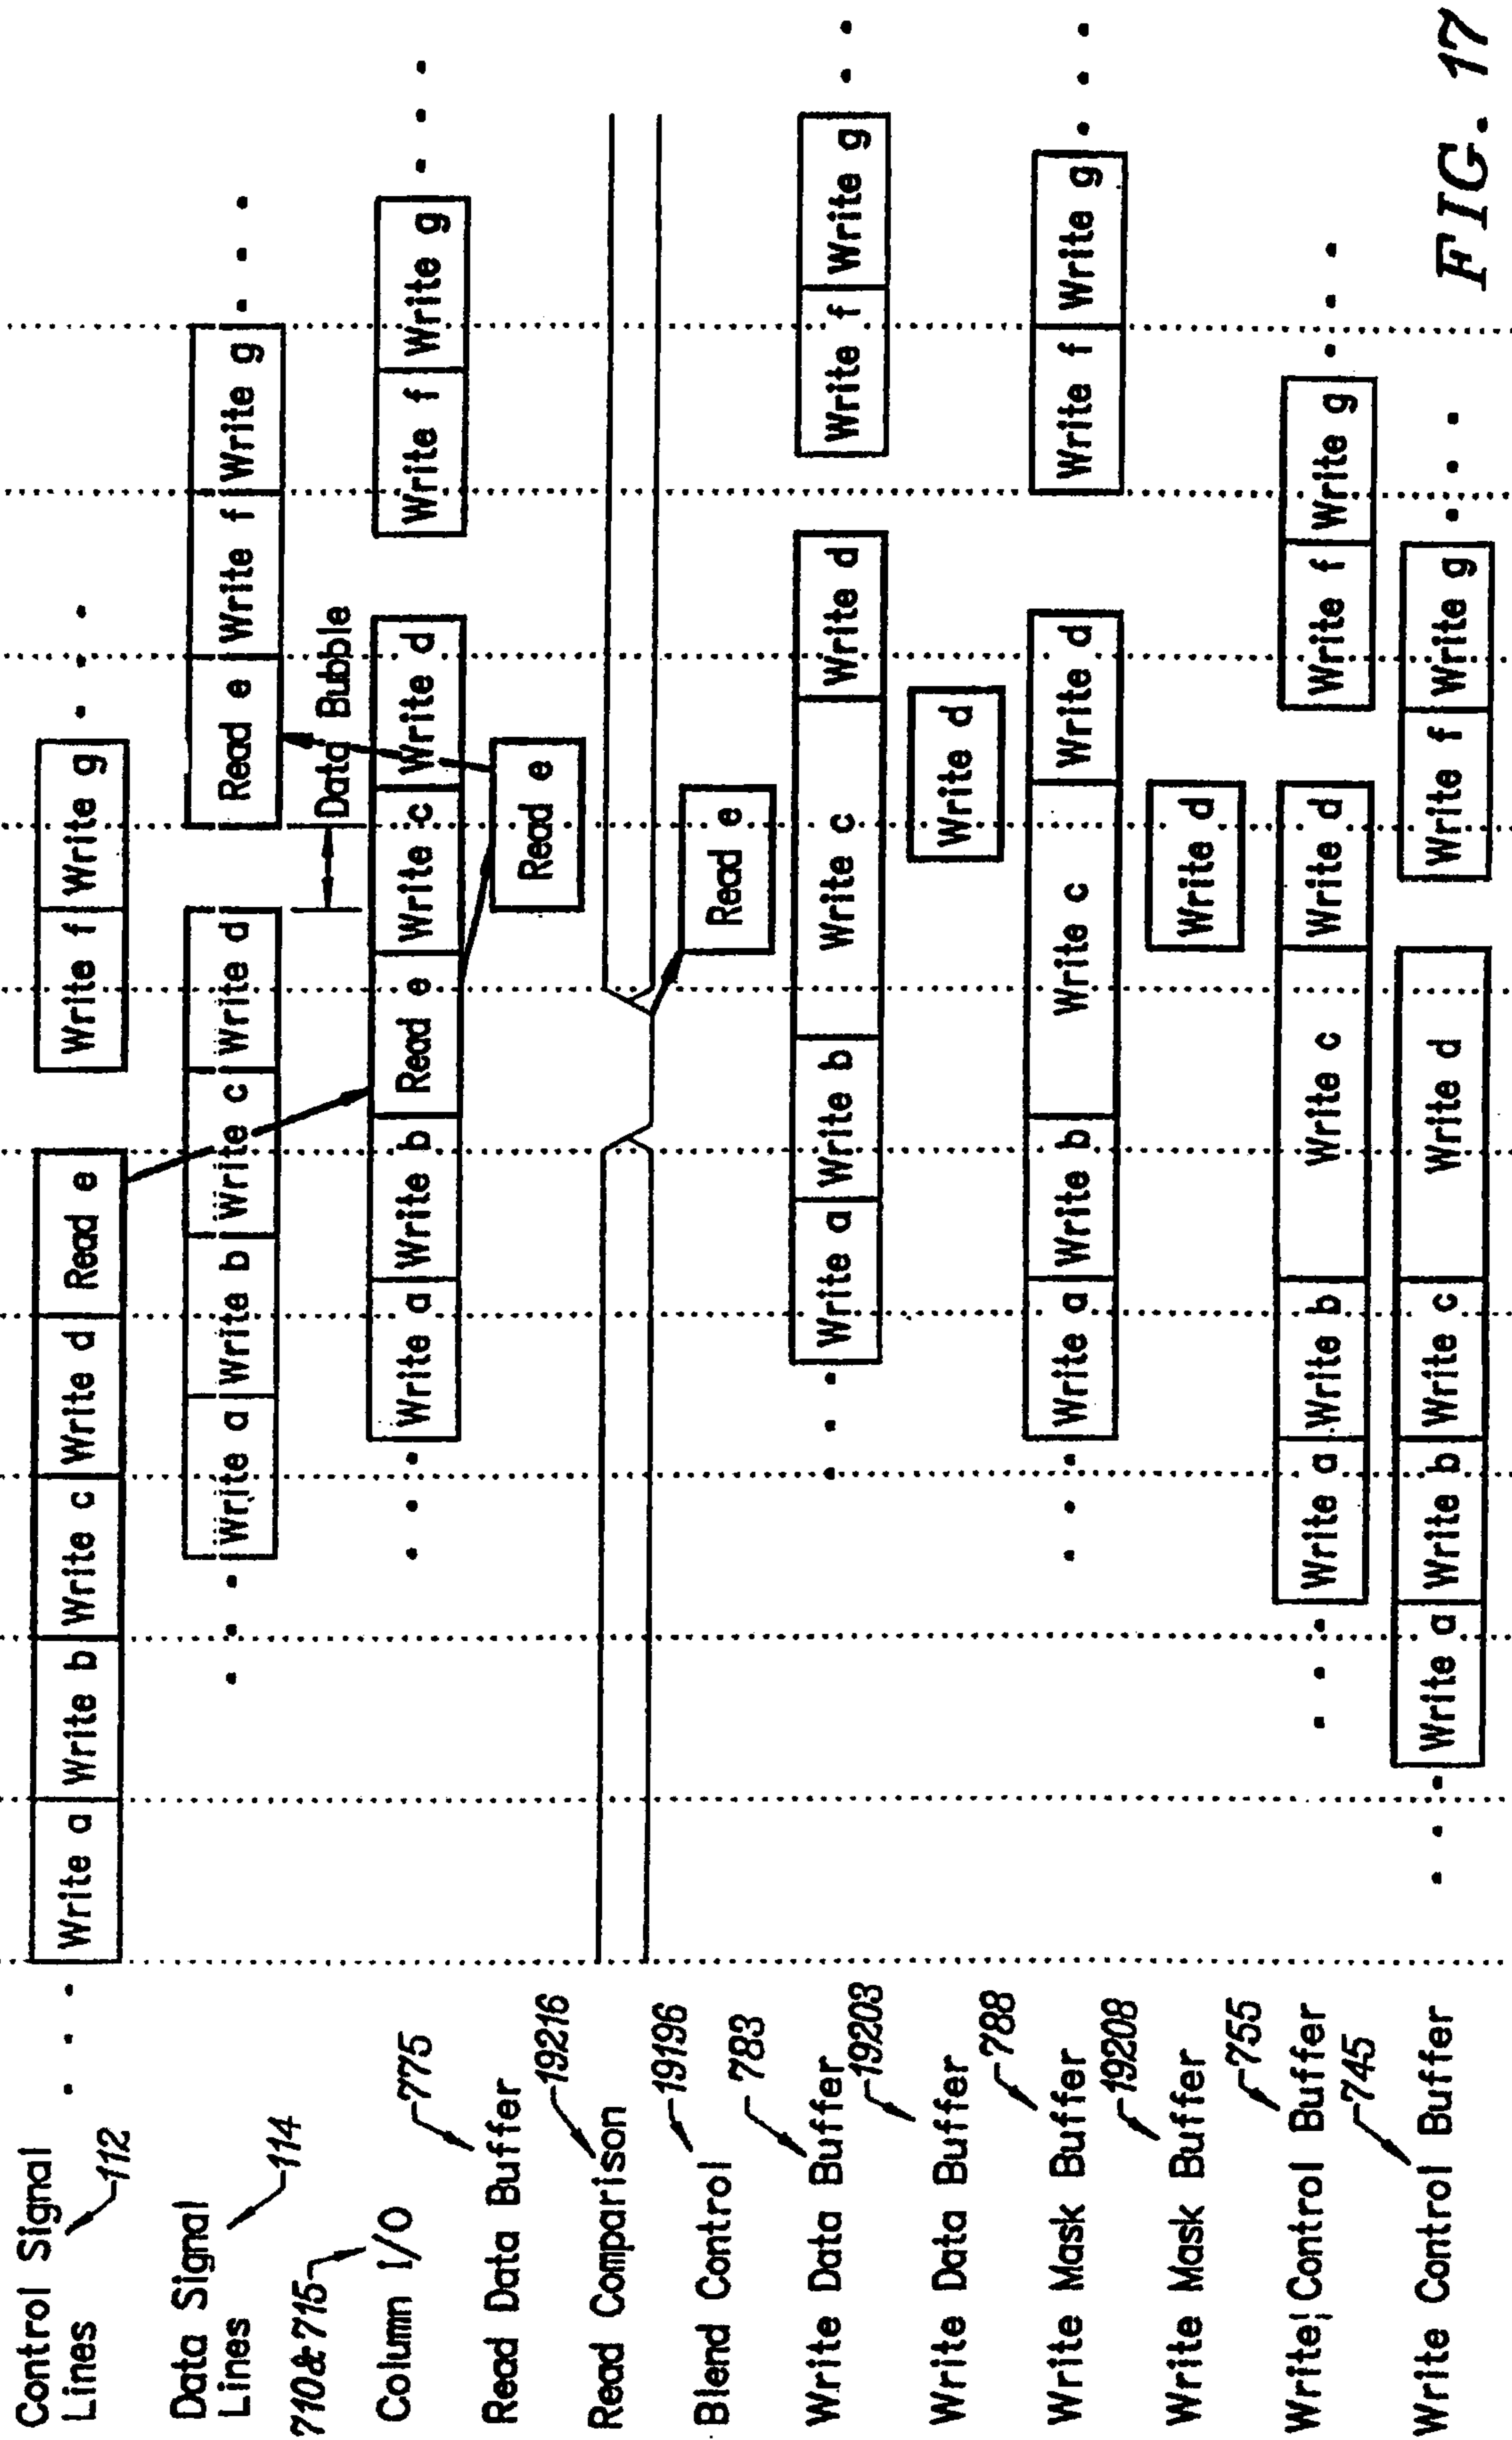 Control Signal
Lines
112
Write a Write b Write c Write d Read e Write f Write g
Data Signal
Lines
114
Write a Write b Write c Write d Read e Write f Write g
Data Bubble
710&715
Column I/O
Write a Write b Read e Write c Write d Write f Write g
775
Read Data Buffer
Read e
19216
Read Comparison
19196
Blend Control
Read e
783
Write Data Buffer
Write a Write b Write c Write d Write f Write g
19203
Write Data Buffer
Write d
788
Write Mask Buffer
Write a Write b Write c Write d Write f Write g
19208
Write Mask Buffer
Write d
755
Write Control Buffer
Write a Write b Write c Write d Write f Write g
745
Write Control Buffer
Write a Write b Write c Write d Write f Write g
FIG. 17